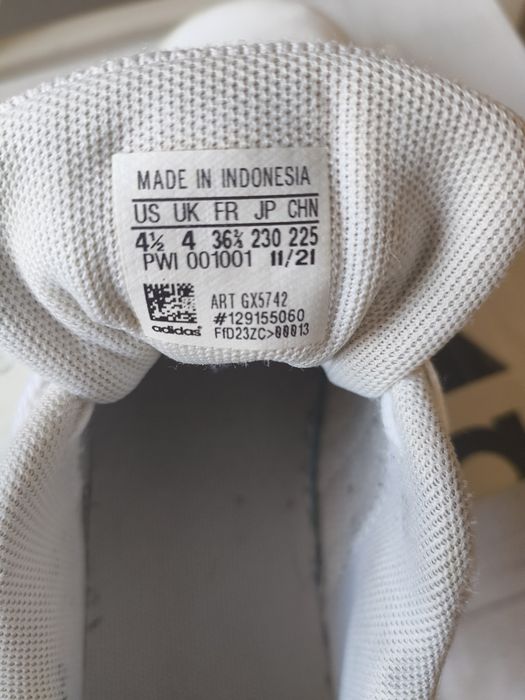 MADE IN INDONESIA
US UK FR JP CHN
4½ 4 36⅔ 230 225
PWI 001001 11/21
ART GX5742
#129155060
adidas FfD23ZC>00013